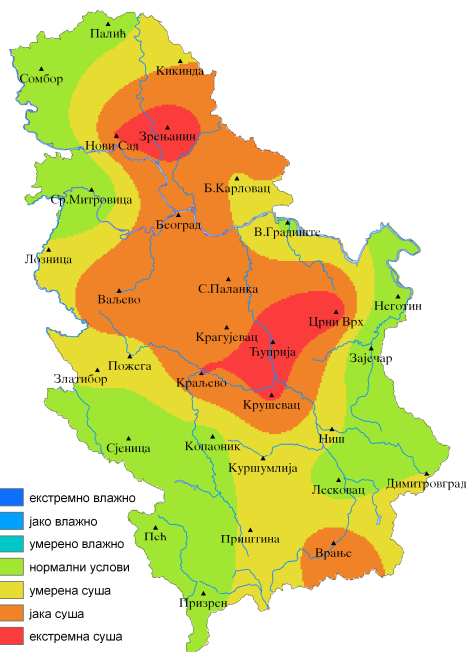 Палић
Кикинда
Сомбор
Зрењанин
Нови Сад
Б.Карловац
Ср.Митровица
Београд
В.Градиште
Лозница
С.Паланка
Ваљево
Неготин
Црни Врх
Крагујевац
Ћуприја
Зајечар
Пожега
Златибор
Краљево
Крушевац
Ниш
Сјеница
Копаоник
Куршумлија
Лесковац
Димитровград
екстремно влажно
јако влажно
умерено влажно
нормални услови
умерена суша
јака суша
екстремна суша
Пећ
Приштина
Врање
Призрен